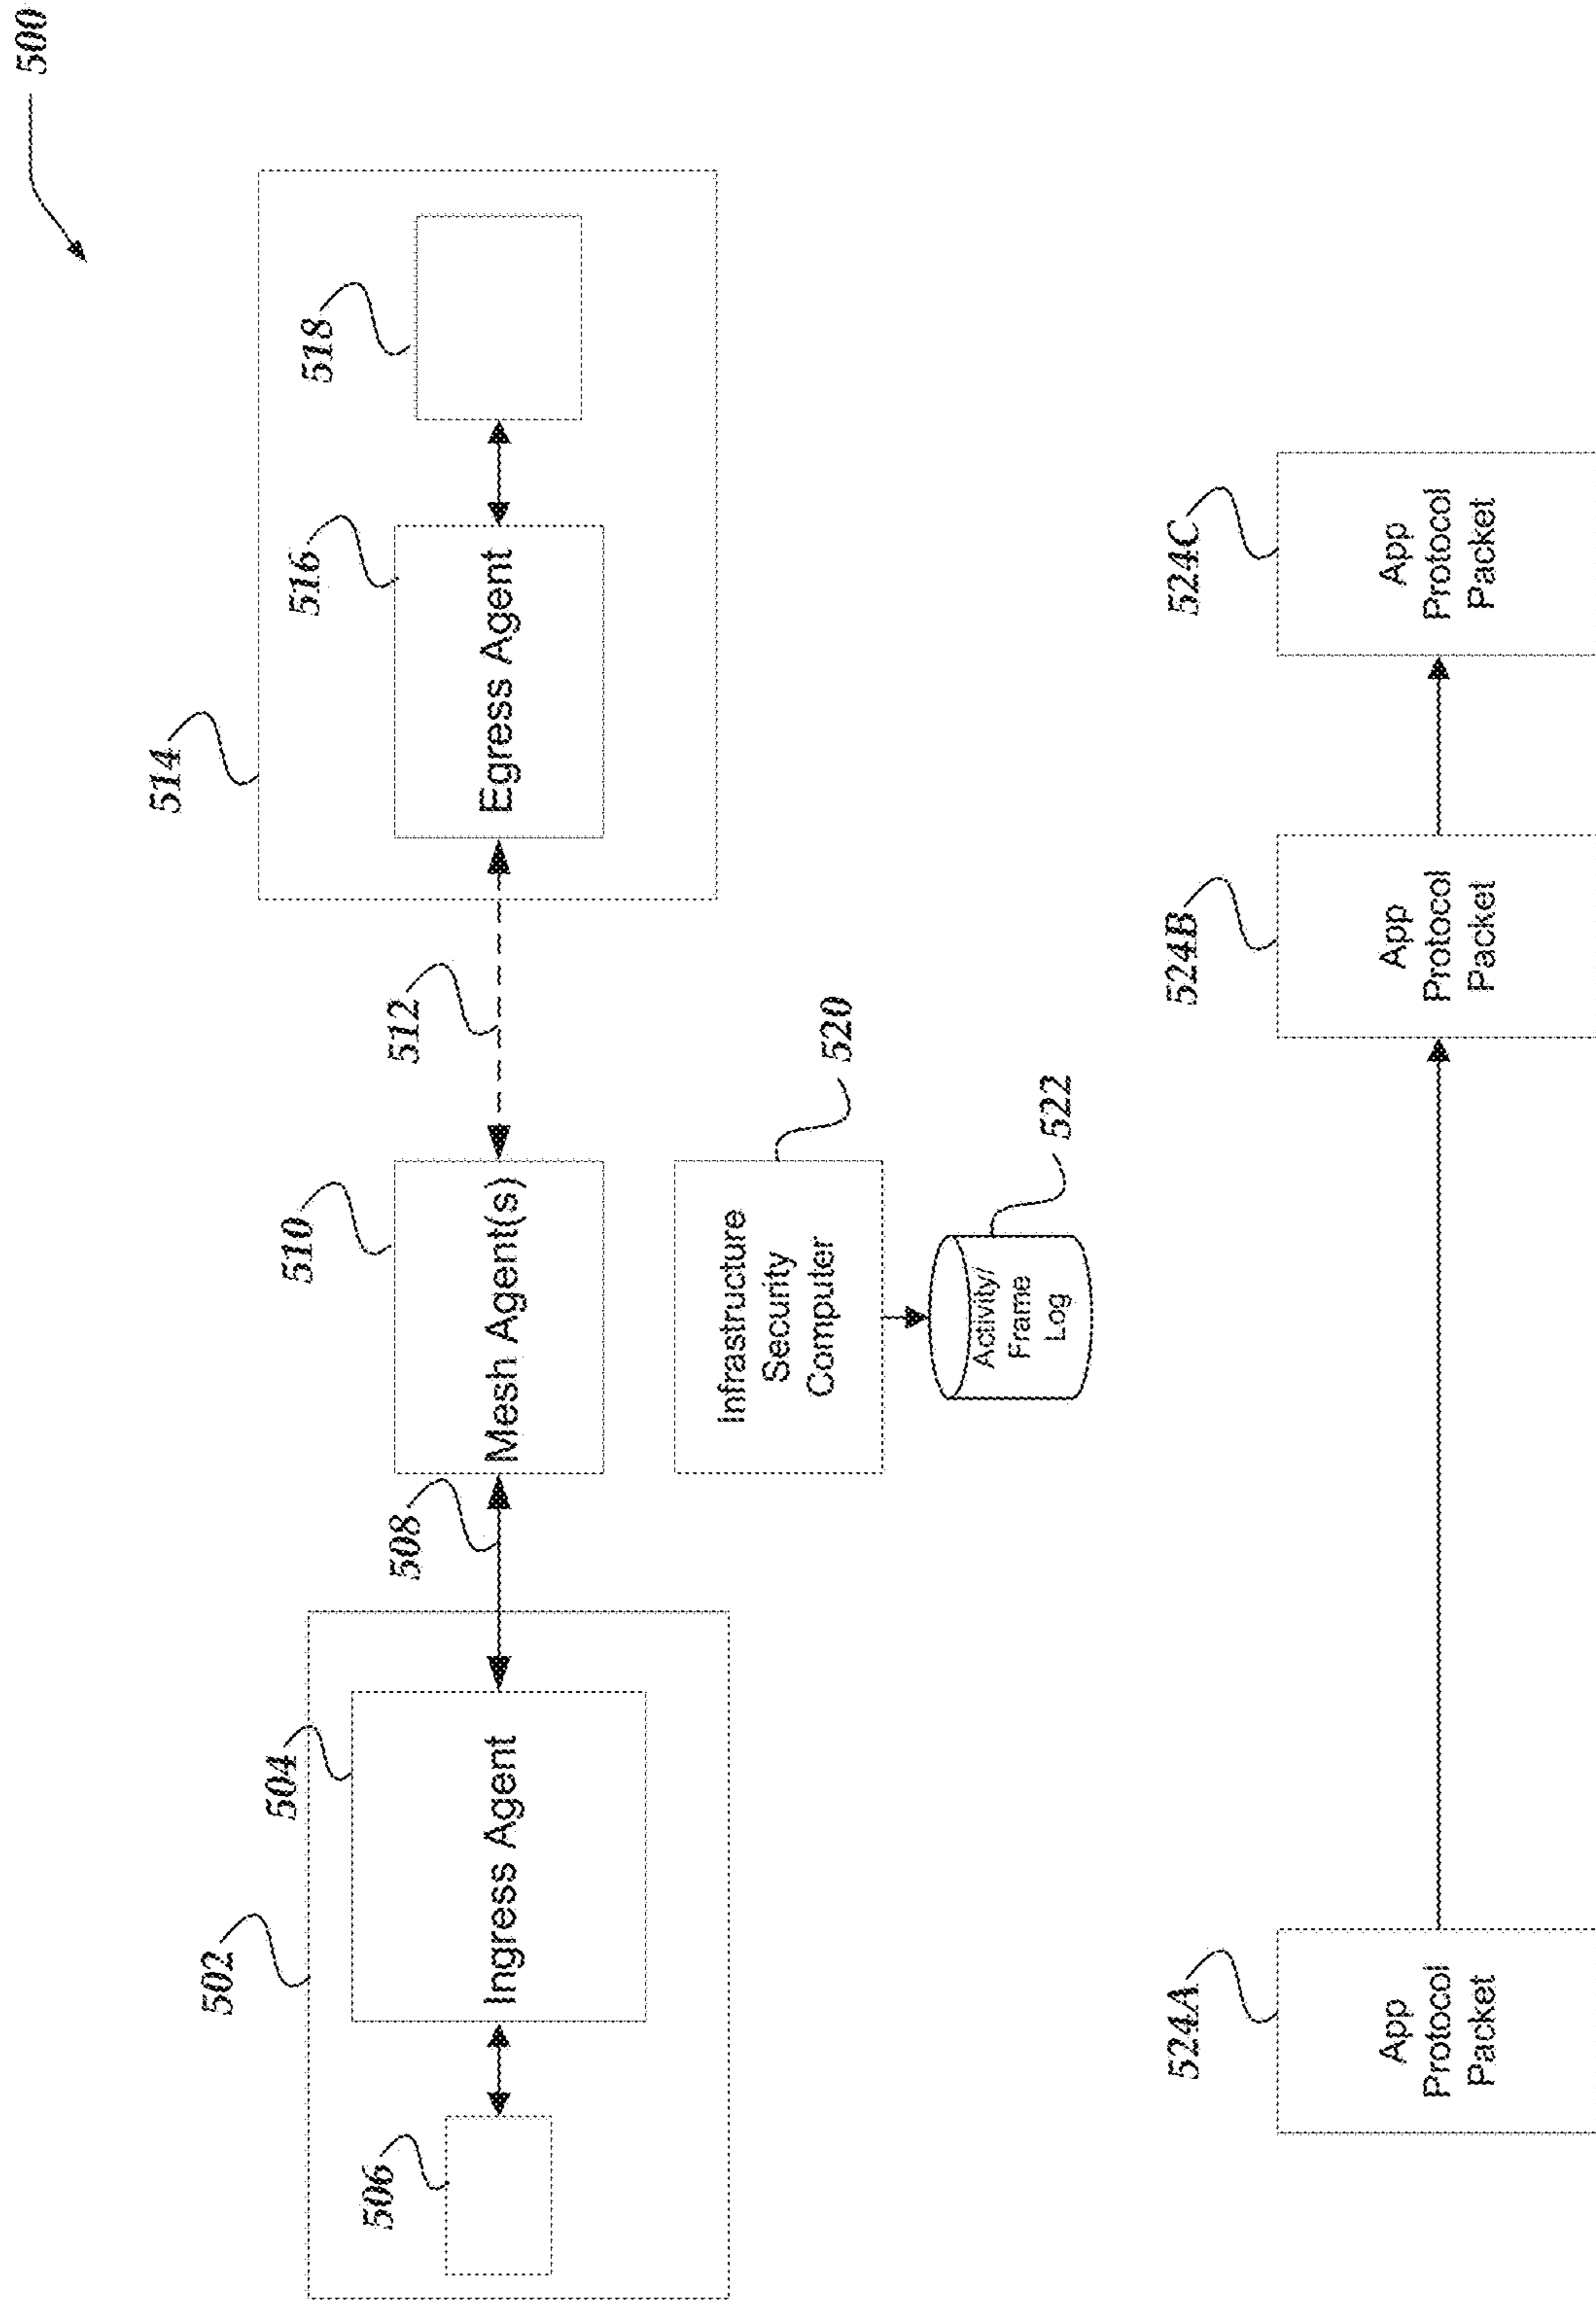 500
514
516
518
502
504
506
508
510
512
Ingress Agent
Mesh Agent(s)
Egress Agent
Infrastructure
Security
Computer
520
Activity/
Frame
Log
522
524A
524B
524C
App
Protocol
Packet
App
Protocol
Packet
App
Protocol
Packet